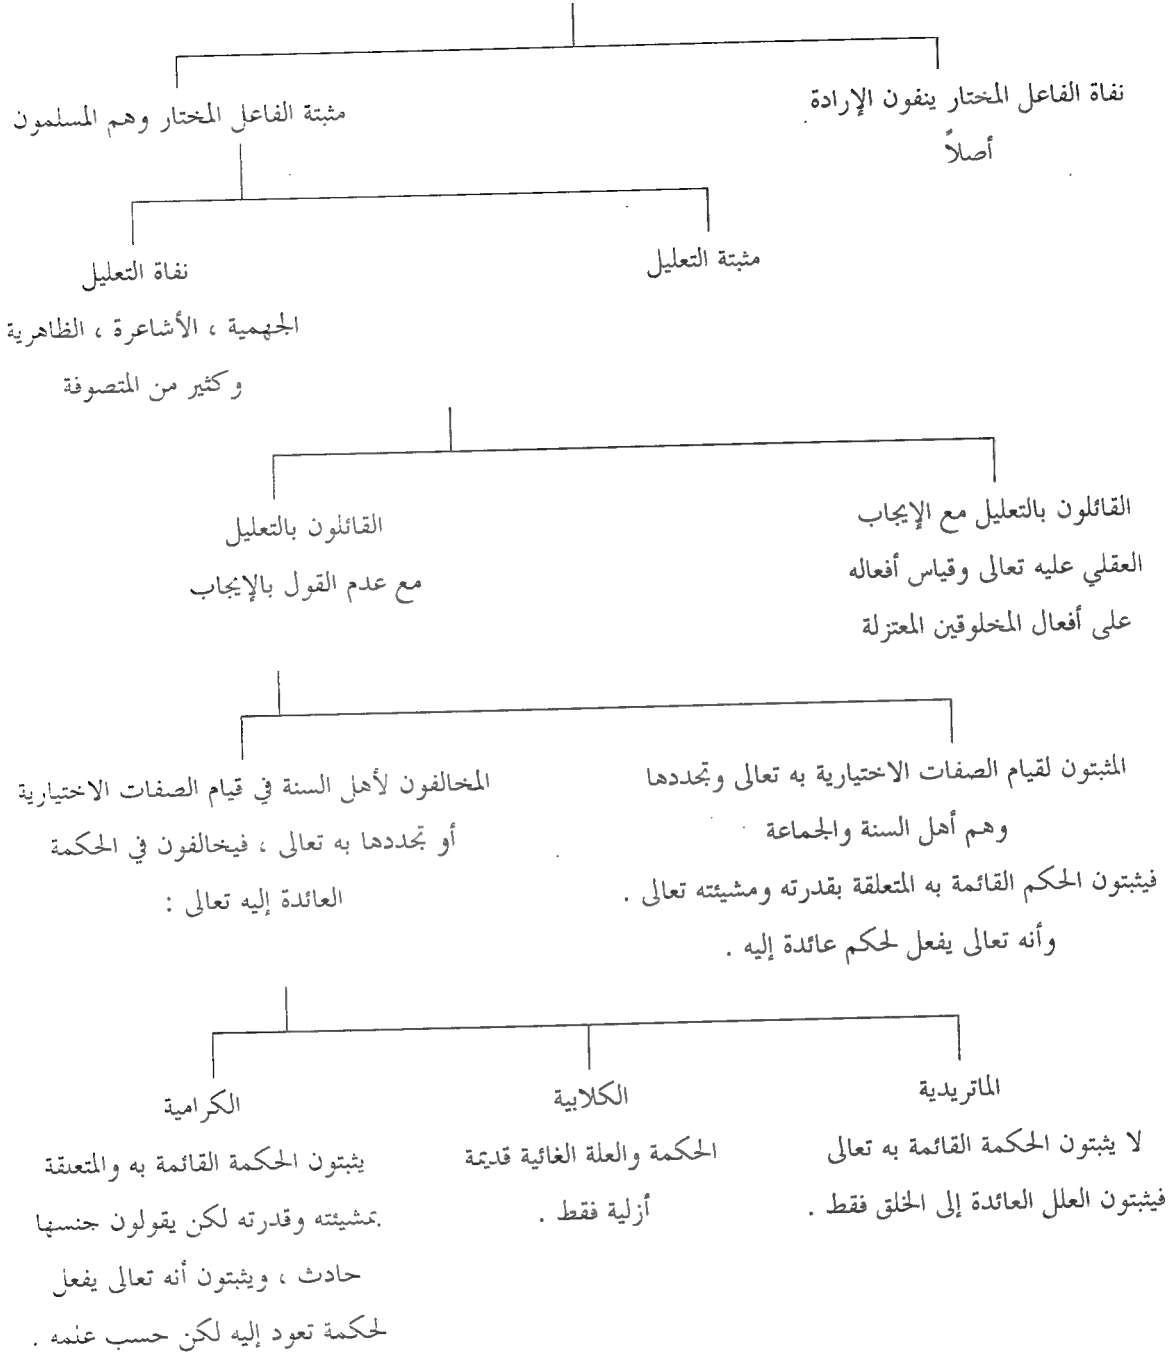 نفاة الفاعل المختار ينفون الإرادة
أصلاً
مثبتة الفاعل المختار وهم المسلمون
مثبتة التعليل
نفاة التعليل
الجهمية ، الأشاعرة ، الظاهرية
وكثير من المتصوفة
القائلون بالتعليل مع الإيجاب
العقلي عليه تعالى وقياس أفعاله
على أفعال المخلوقين المعتزلة
القائلون بالتعليل
مع عدم القول بالإيجاب
المثبتون لقيام الصفات الاختيارية به تعالى وتجددها
وهم أهل السنة والجماعة
فيثبتون الحكم القائمة به المتعلقة بقدرته ومشيئته تعالى .
وأنه تعالى يفعل لحكم عائدة إليه .
المخالفون لأهل السنة في قيام الصفات الاختيارية
أو تجددها به تعالى ، فيخالفون في الحكمة
العائدة إليه تعالى :
الماتريدية
لا يثبتون الحكمة القائمة به تعالى
فيثبتون العلل العائدة إلى الخلق فقط .
الكلابية
الحكمة والعلة الغائية قديمة
أزلية فقط .
الكرامية
يثبتون الحكمة القائمة به والمتعلقة
بمشيئته وقدرته لكن يقولون جنسها
حادث ، ويثبتون أنه تعالى يفعل
لحكمة تعود إليه لكن حسب علمه .